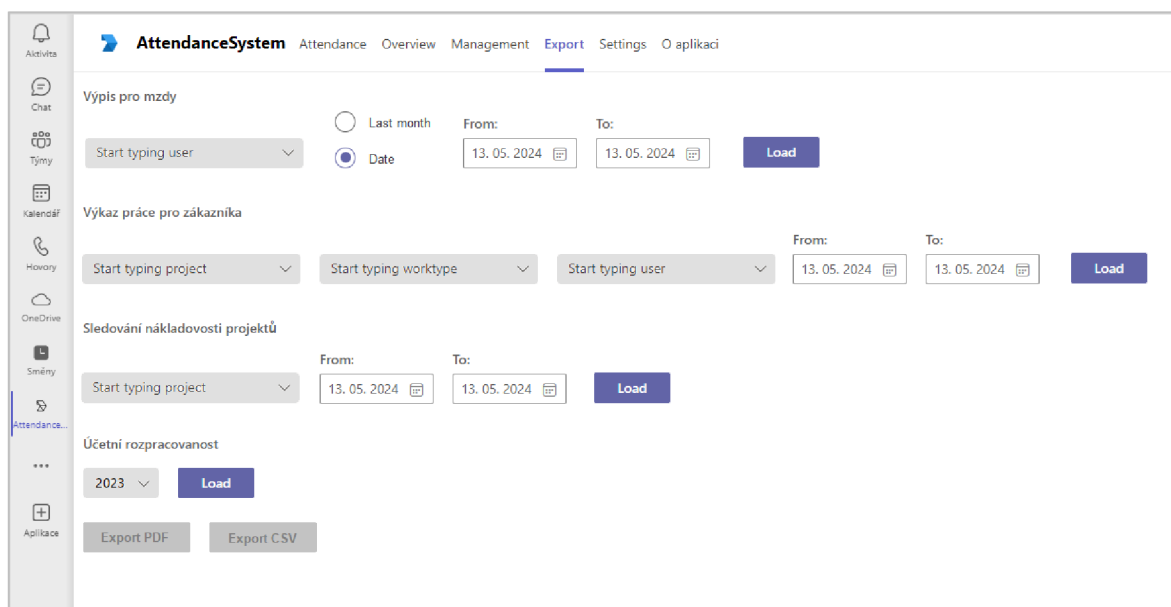 Aktivita
Chat
Týmy
Kalendář
Hovory
OneDrive
Směny
Attendance...
Aplikace
AttendanceSystem Attendance Overview Management Export Settings O aplikaci
Výpis pro mzdy
Last month From: To:
Start typing user Date 13. 05. 2024 13. 05. 2024 Load
Výkaz práce pro zákazníka
From: To:
Start typing project Start typing worktype Start typing user 13. 05. 2024 13. 05. 2024 Load
Sledování nákladovosti projektů
From: To:
Start typing project 13. 05. 2024 13. 05. 2024 Load
Účetní rozpracovanost
2023 Load
Export PDF Export CSV